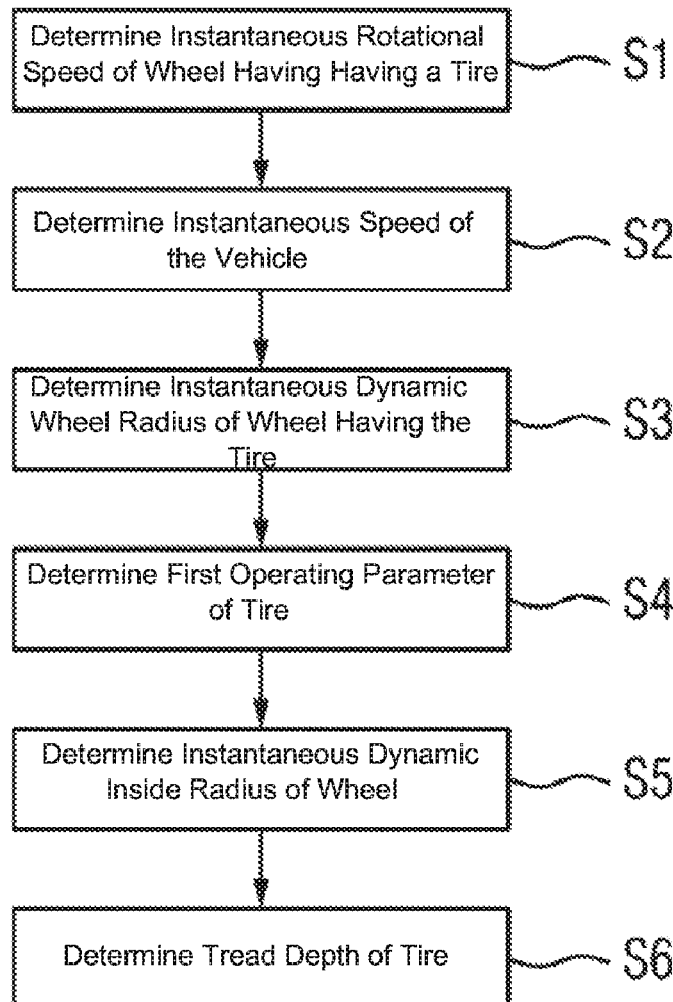 Determine Instantaneous Rotational
Speed of Wheel Having Having a Tire
S1
Determine Instantaneous Speed of
the Vehicle
S2
Determine Instantaneous Dynamic
Wheel Radius of Wheel Having the
Tire
S3
Determine First Operating Parameter
of Tire
S4
Determine Instantaneous Dynamic
Inside Radius of Wheel
S5
Determine Tread Depth of Tire
S6